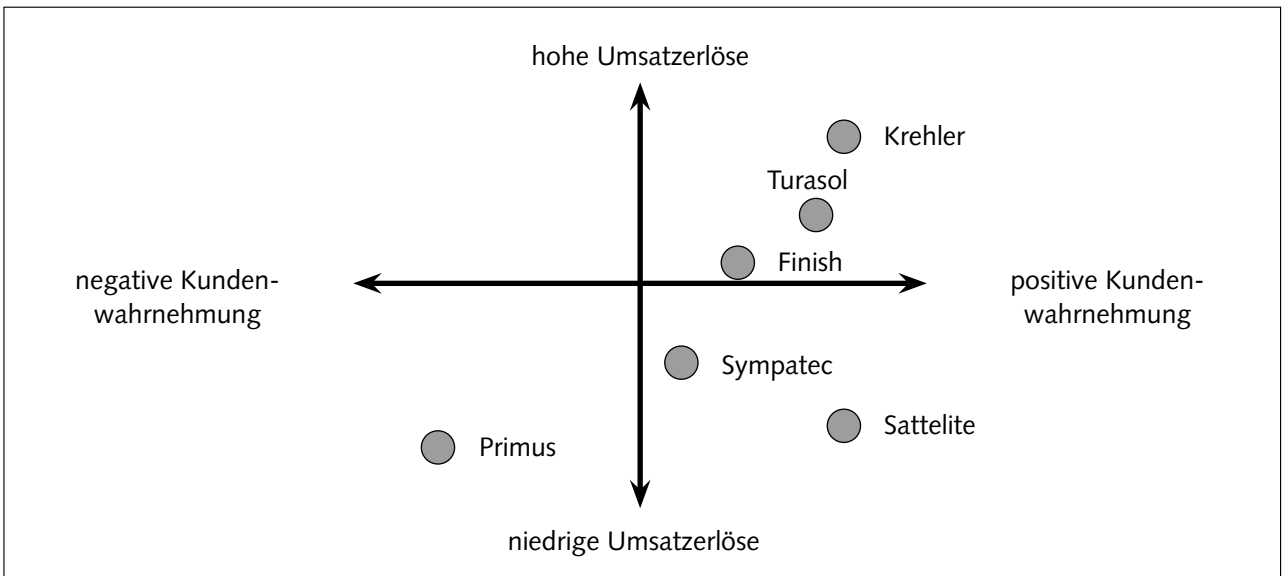 hohe Umsatzerlöse
Krehler
Turasol
Finish
negative Kunden-
wahrnehmung
positive Kunden-
wahrnehmung
Sympatec
Sattelite
Primus
niedrige Umsatzerlöse